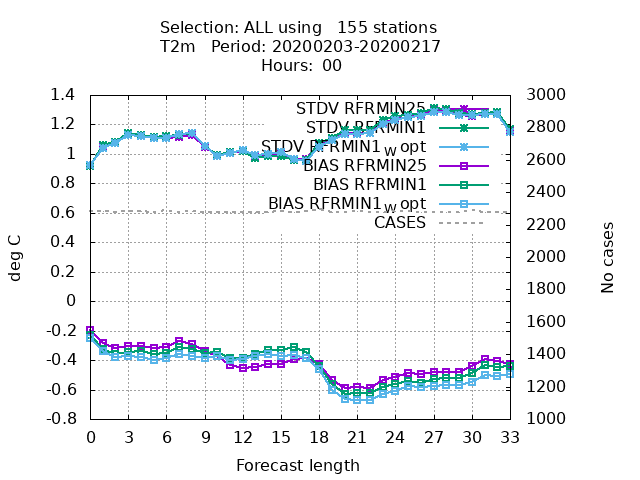 Selection: ALL using   155 stations
T2m   Period: 20200203-20200217
Hours:  00
1.4
1.2
1
0.8
0.6
0.4
0.2
0
-0.2
-0.4
-0.6
-0.8
deg C
STDV RFRMIN25
STDV RFRMIN1
STDV RFRMIN1_w opt
BIAS RFRMIN25
BIAS RFRMIN1
BIAS RFRMIN1_w opt
CASES
3000
2800
2600
2400
2200
2000
1800
1600
1400
1200
1000
No cases
0 3 6 9 12 15 18 21 24 27 30 33
Forecast length